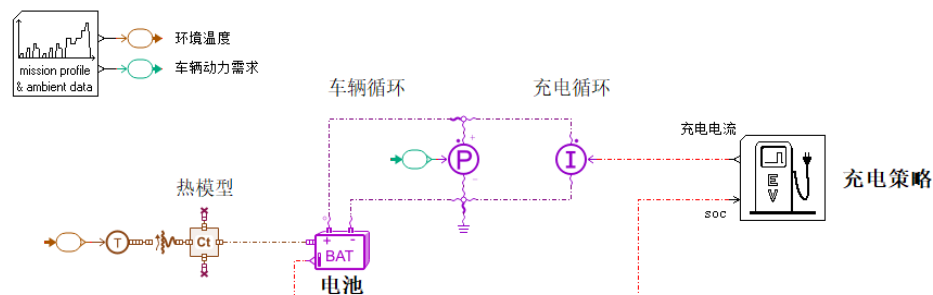 环境温度
mission profile
& ambient data
车辆动力需求
车辆循环
充电循环
充电电流
P
I
E
V
充电策略
热模型
soc
T
Ct
+ -
BAT
电池